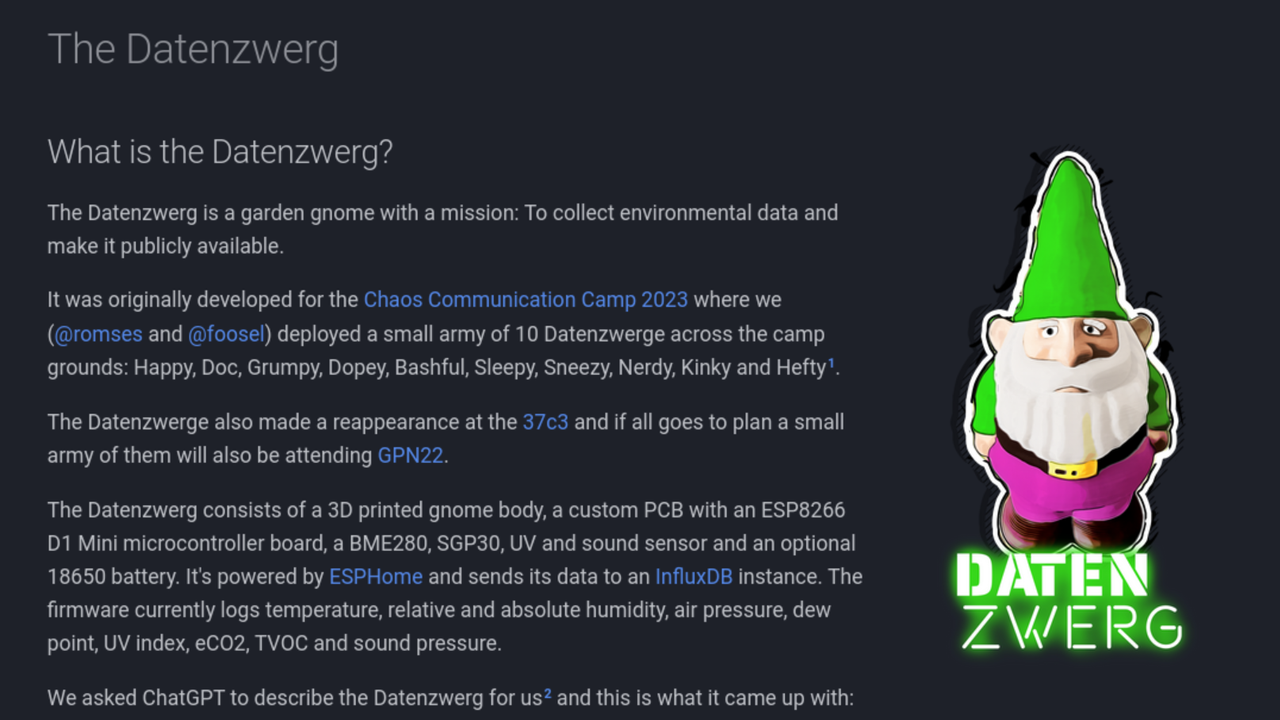 The Datenzwerg
What is the Datenzwerg?
The Datenzwerg is a garden gnome with a mission: To collect environmental data and
make it publicly available.
It was originally developed for the Chaos Communication Camp 2023 where we
(@romses and @foosel) deployed a small army of 10 Datenzwerge across the camp
grounds: Happy, Doc, Grumpy, Dopey, Bashful, Sleepy, Sneezy, Nerdy, Kinky and Hefty¹.
The Datenzwerge also made a reappearance at the 37c3 and if all goes to plan a small
army of them will also be attending GPN22.
The Datenzwerg consists of a 3D printed gnome body, a custom PCB with an ESP8266
D1 Mini microcontroller board, a BME280, SGP30, UV and sound sensor and an optional
18650 battery. It's powered by ESPHome and sends its data to an InfluxDB instance. The
firmware currently logs temperature, relative and absolute humidity, air pressure, dew
point, UV index, eCO2, TVOC and sound pressure.
We asked ChatGPT to describe the Datenzwerg for us² and this is what it came up with:
DATEN
ZWERG